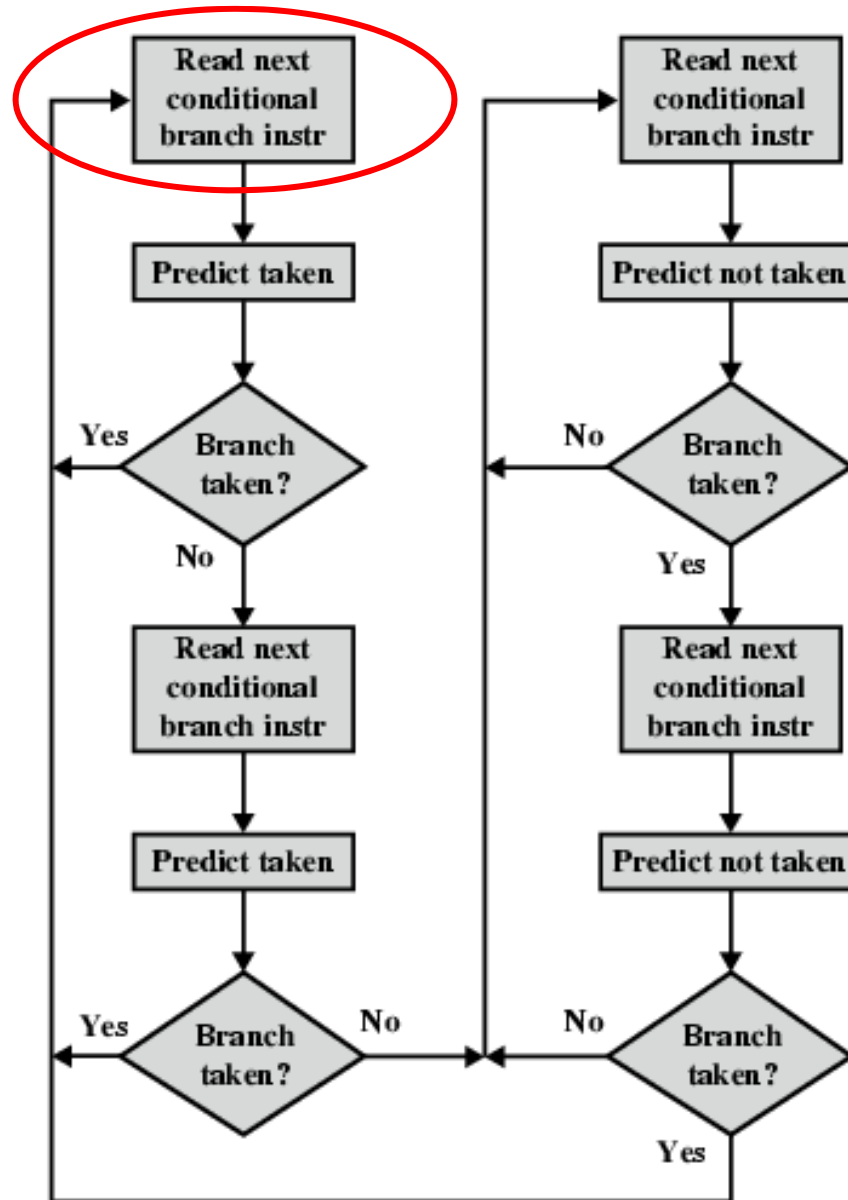 Read next
conditional
branch instr
Predict taken
Yes
Branch
taken?
No
Read next
conditional
branch instr
Predict taken
Yes
Branch
taken?
No
Read next
conditional
branch instr
Predict not taken
No
Branch
taken?
Yes
Read next
conditional
branch instr
Predict not taken
No
Branch
taken?
Yes